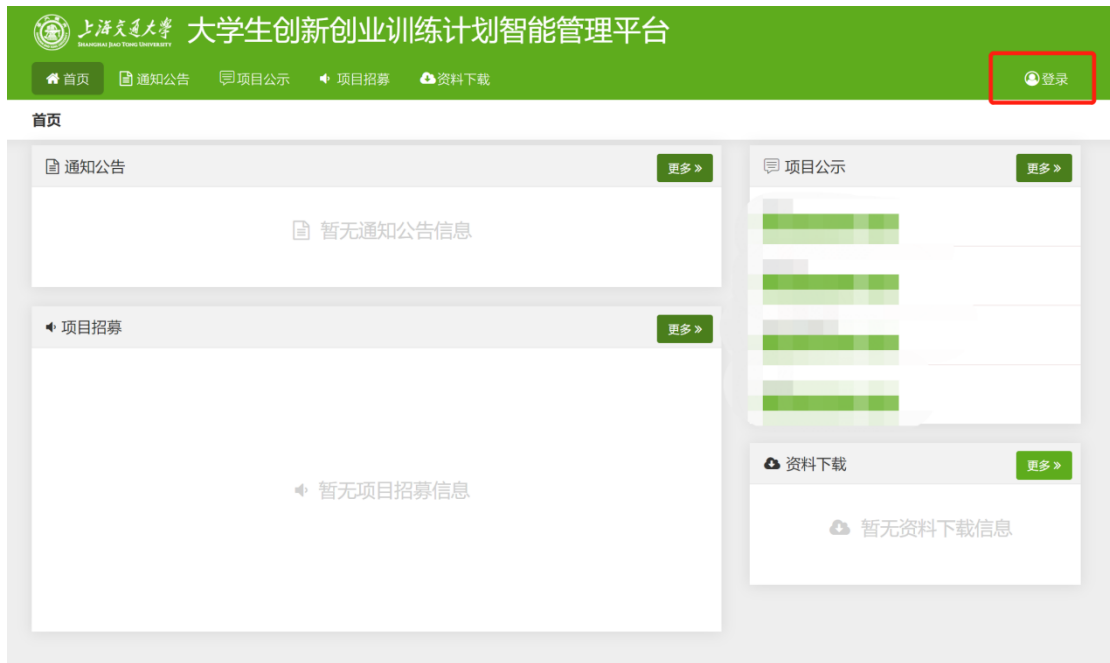 上海交通大学 大学生创新创业训练计划智能管理平台
SHANGHAI JIAO TONG UNIVERSITY
首页 通知公告 项目公示 项目招募 资料下载 登录
首页
通知公告 更多 »
暂无通知公告信息
项目招募 更多 »
暂无项目招募信息
项目公示 更多 »
资料下载 更多 »
暂无资料下载信息